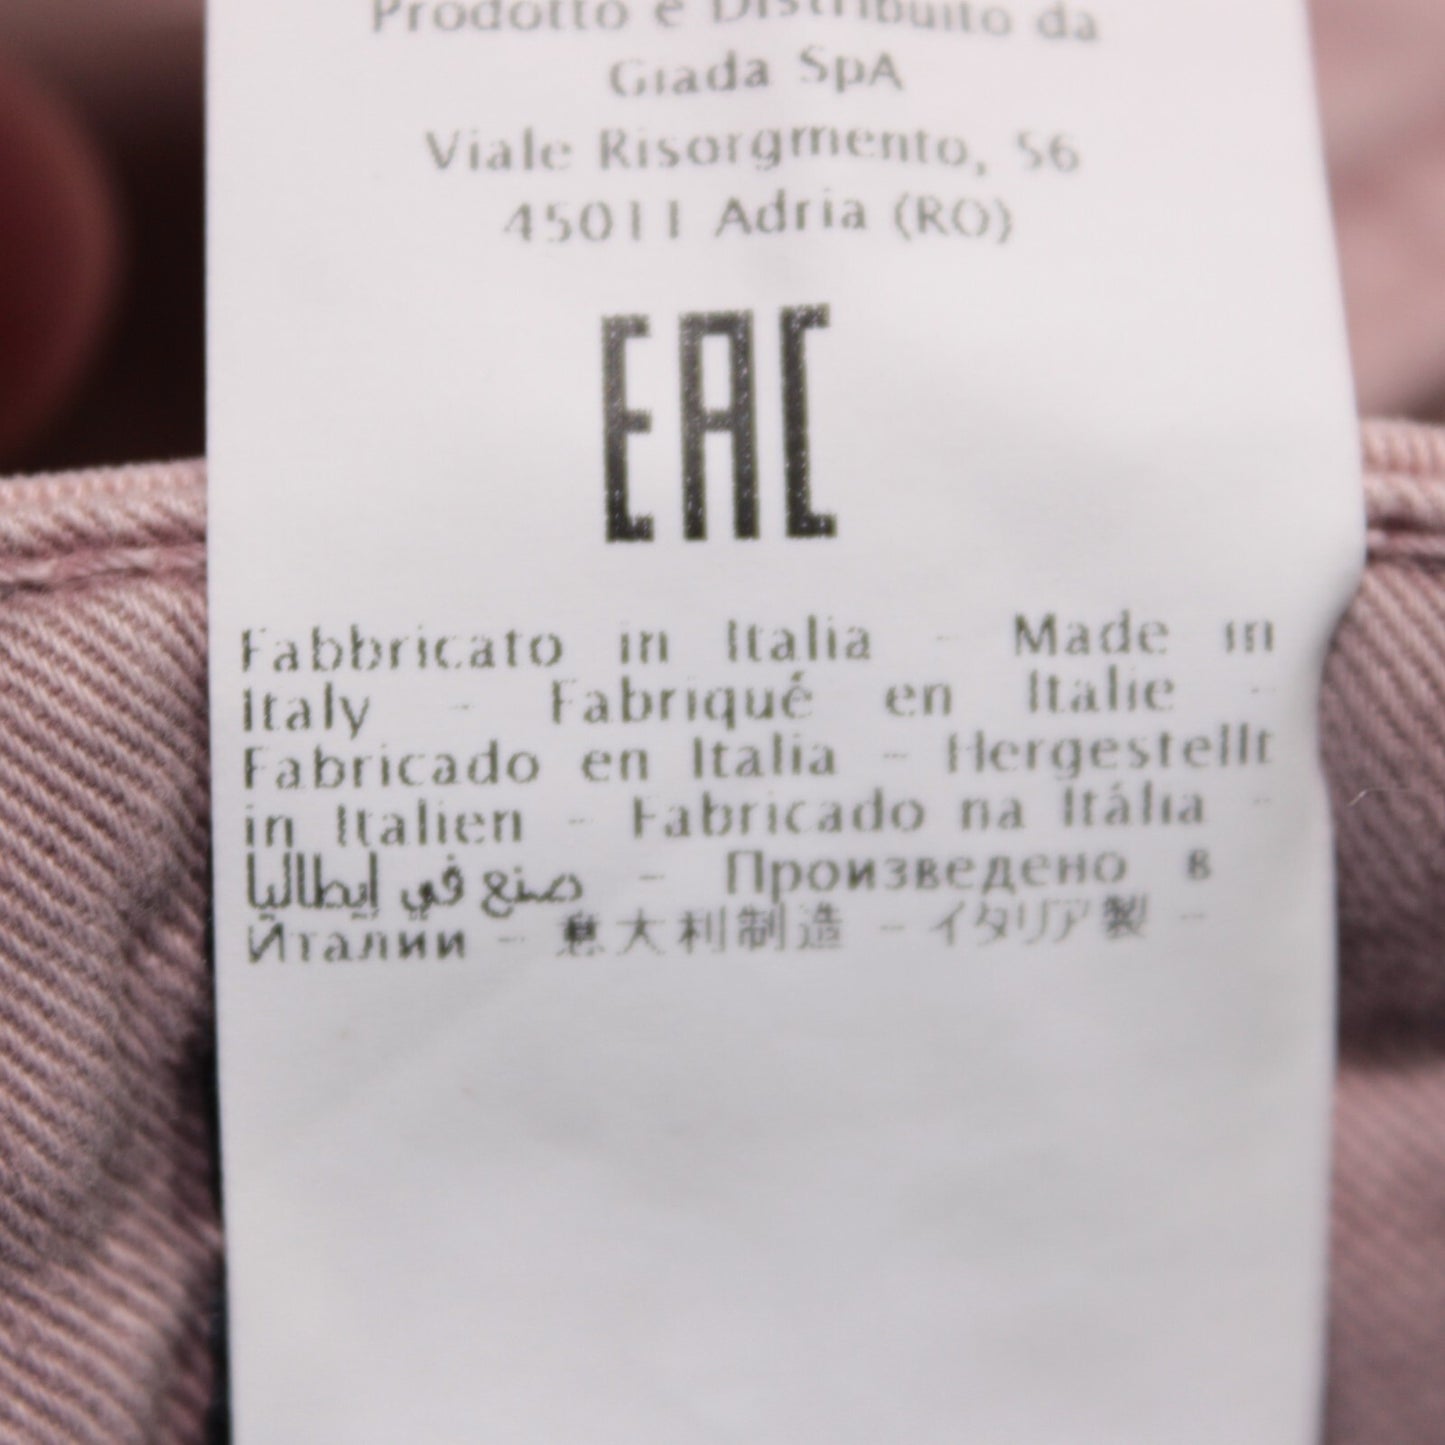 Prodotto e Distribuito da
Giada SpA
Viale Risorgmento, 56
45011 Adria (RO)
EAC
Fabbricato in Italia - Made in
Italy - Fabriqué en Italie -
Fabricado en Italia - Hergestellt
in Italien - Fabricado na Itália -
صنع في إيطاليا - Произведено в
Италии - 意大利制造 - イタリア製 -